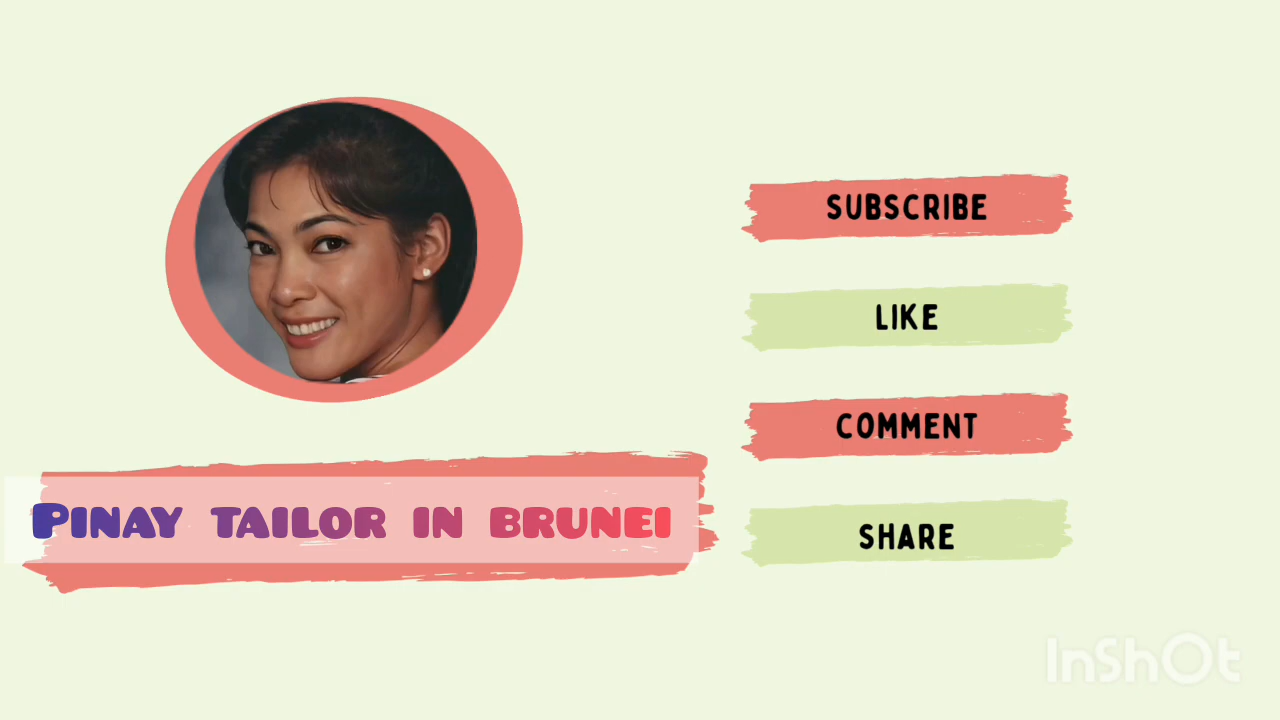 PINAY TAILOR IN BRUNEI
SUBSCRIBE
LIKE
COMMENT
SHARE
InShOt